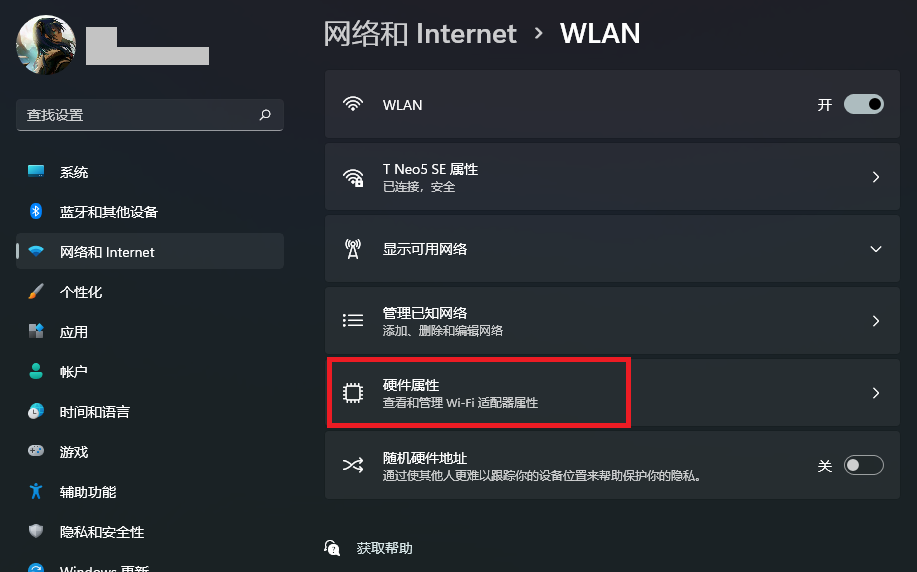 网络和 Internet › WLAN
查找设置
系统
蓝牙和其他设备
网络和 Internet
个性化
应用
帐户
时间和语言
游戏
辅助功能
隐私和安全性
Windows 更新
WLAN
开
T Neo5 SE 属性
已连接，安全
显示可用网络
管理已知网络
添加、删除和编辑网络
硬件属性
查看和管理 Wi-Fi 适配器属性
随机硬件地址
通过使其他人更难以跟踪你的设备位置来帮助保护你的隐私。
关
获取帮助